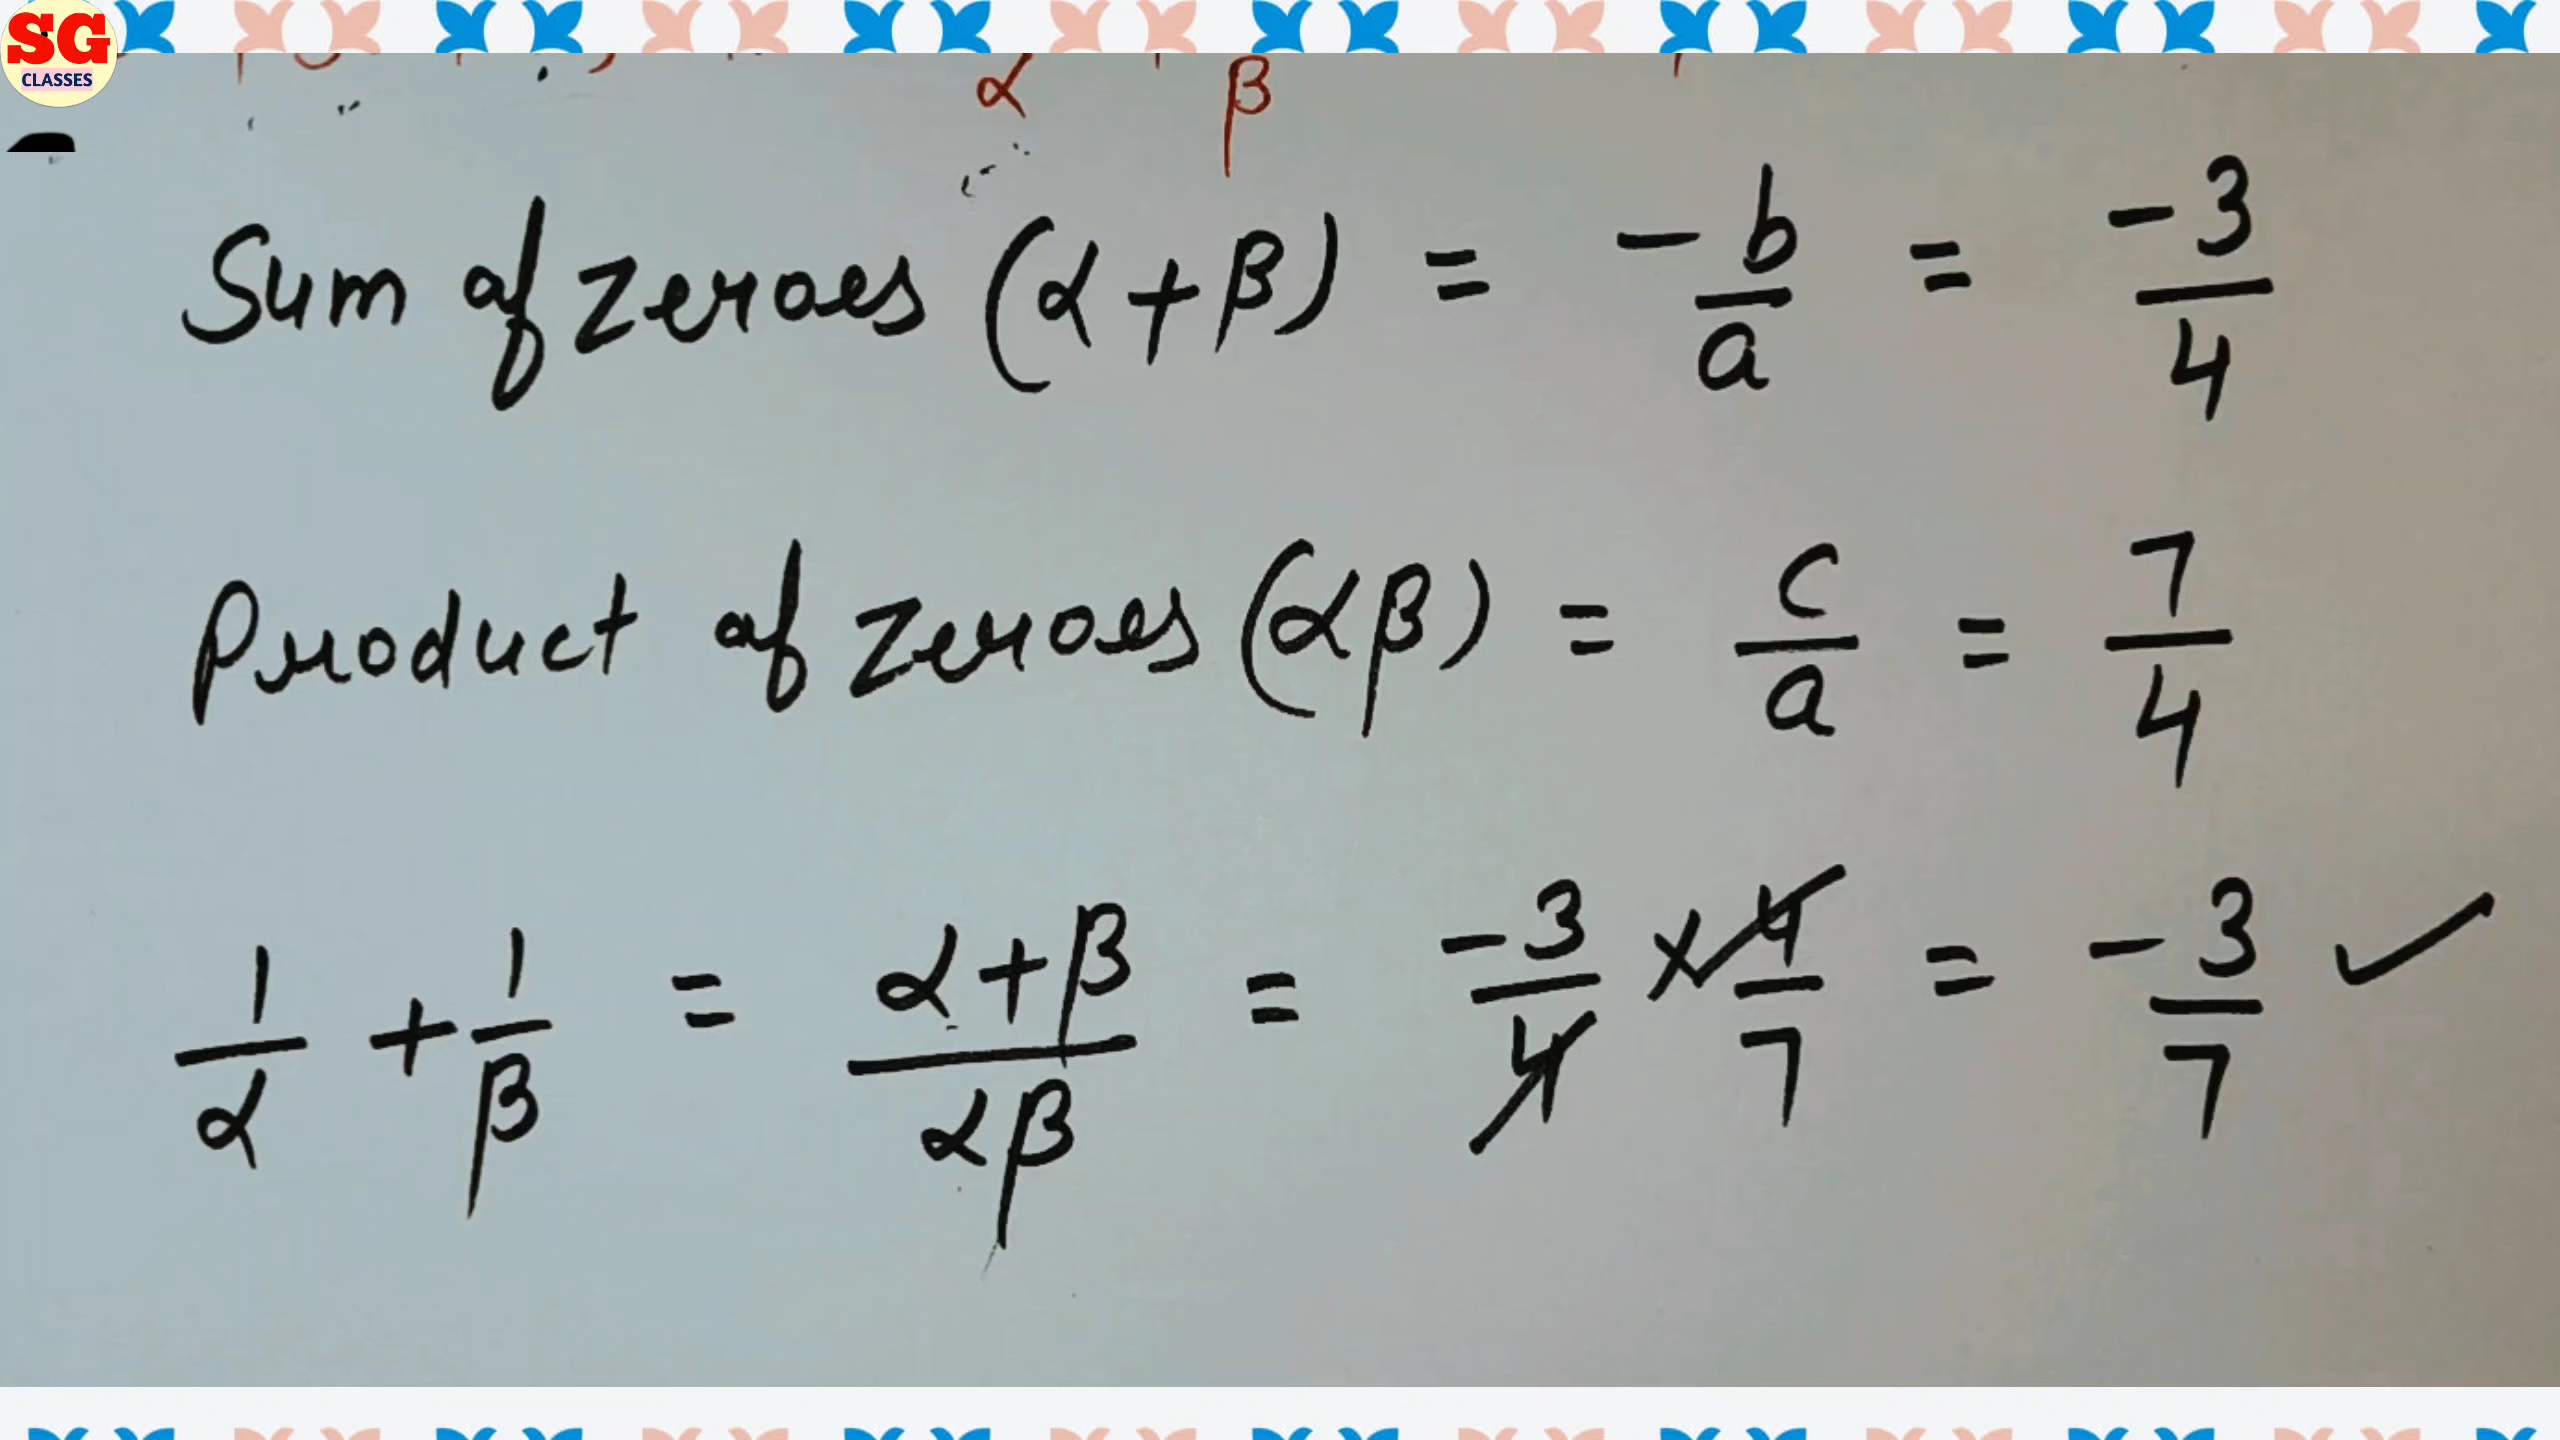 SG
CLASSES
α β
Sum of zeroes (α+β) = -b/a = -3/4
Product of zeroes (αβ) = c/a = 7/4
1/α + 1/β = α+β/αβ = -3/4 × 4/7 = -3/7 ✓